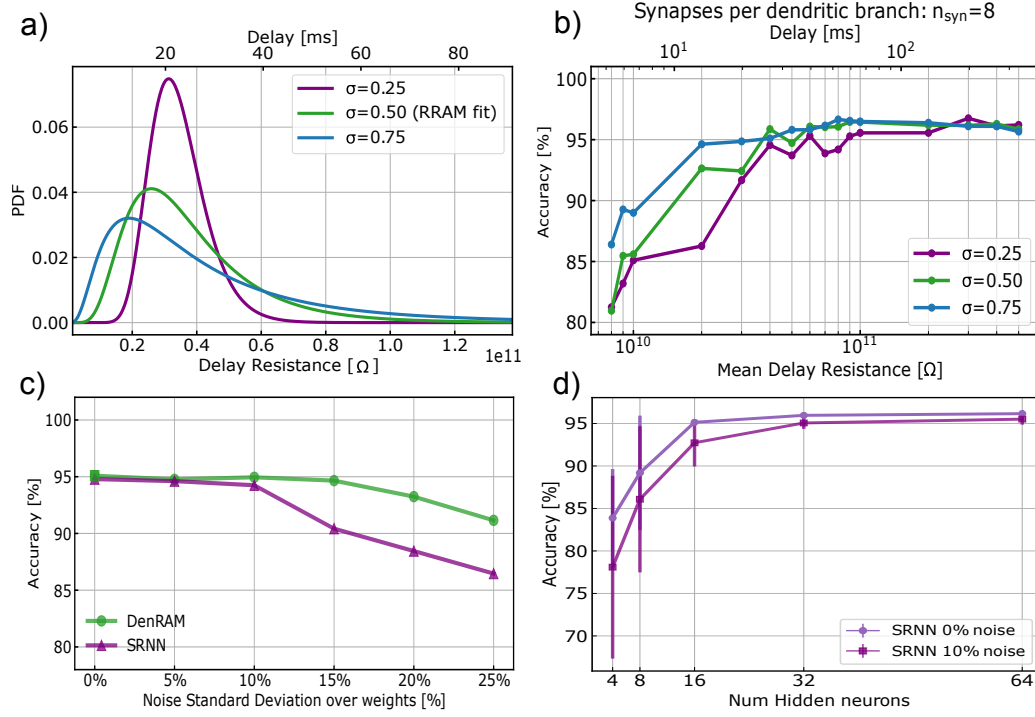 a)
Delay [ms]
0 20 40 60 80
σ=0.25
σ=0.50 (RRAM fit)
σ=0.75
PDF
0.06
0.04
0.02
0.00
0.2 0.4 0.6 0.8 1.0 1.2
1e11
Delay Resistance [Ω]
b)
Synapses per dendritic branch: n_syn=8
Delay [ms]
10¹ 10²
Accuracy [%]
100
95
90
85
80
σ=0.25
σ=0.50
σ=0.75
10¹⁰ 10¹¹
Mean Delay Resistance [Ω]
c)
Accuracy [%]
100
95
90
85
80
DenRAM
SRNN
0% 5% 10% 15% 20% 25%
Noise Standard Deviation over weights [%]
d)
Accuracy [%]
95
90
85
80
75
70
SRNN 0% noise
SRNN 10% noise
4 8 16 32 64
Num Hidden neurons